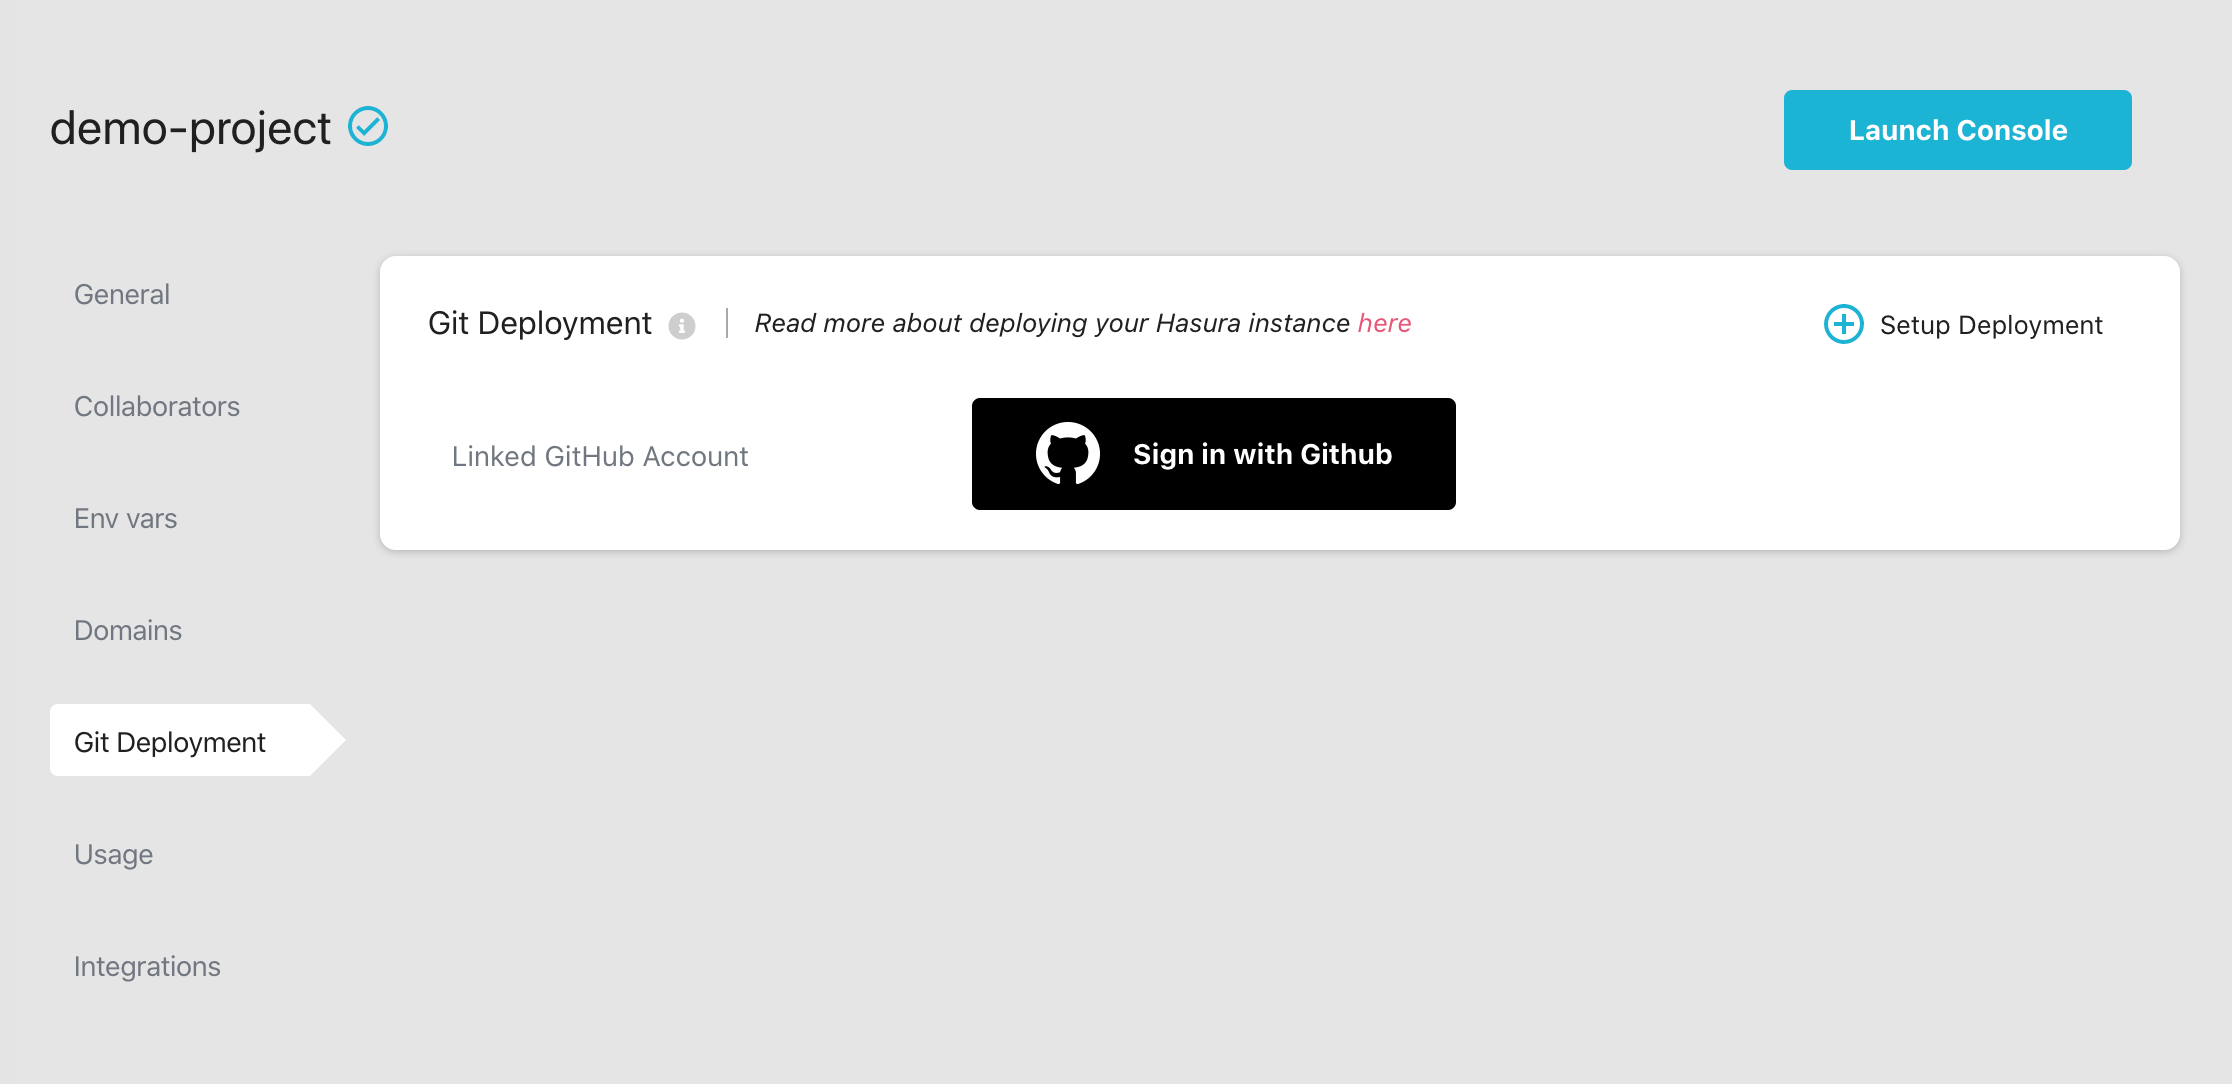 demo-project
Launch Console
General
Collaborators
Env vars
Domains
Git Deployment
Usage
Integrations
Git Deployment
Read more about deploying your Hasura instance here
Setup Deployment
Linked GitHub Account
Sign in with Github